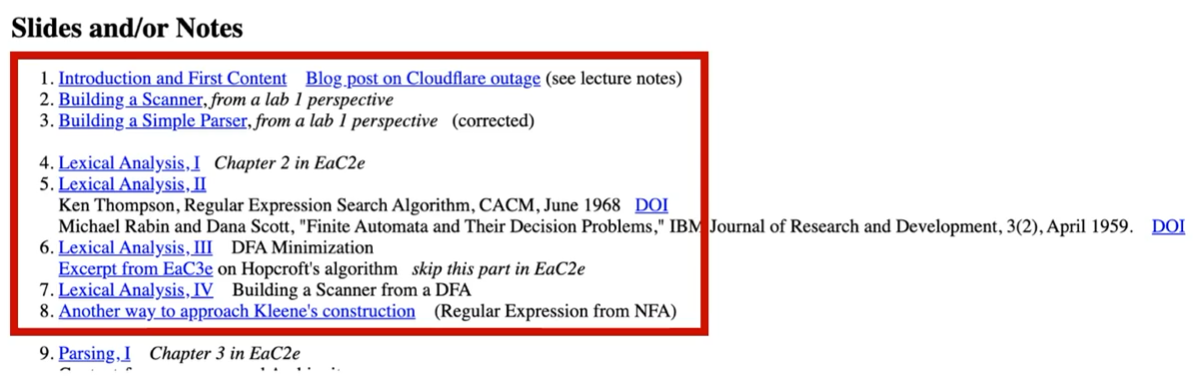 Slides and/or Notes
1. Introduction and First Content Blog post on Cloudflare outage (see lecture notes)
2. Building a Scanner, from a lab 1 perspective
3. Building a Simple Parser, from a lab 1 perspective (corrected)
4. Lexical Analysis, I Chapter 2 in EaC2e
5. Lexical Analysis, II
Ken Thompson, Regular Expression Search Algorithm, CACM, June 1968 DOI
Michael Rabin and Dana Scott, "Finite Automata and Their Decision Problems," IBM Journal of Research and Development, 3(2), April 1959. DOI
6. Lexical Analysis, III DFA Minimization
Excerpt from EaC3e on Hopcroft's algorithm skip this part in EaC2e
7. Lexical Analysis, IV Building a Scanner from a DFA
8. Another way to approach Kleene's construction (Regular Expression from NFA)
9. Parsing, I Chapter 3 in EaC2e